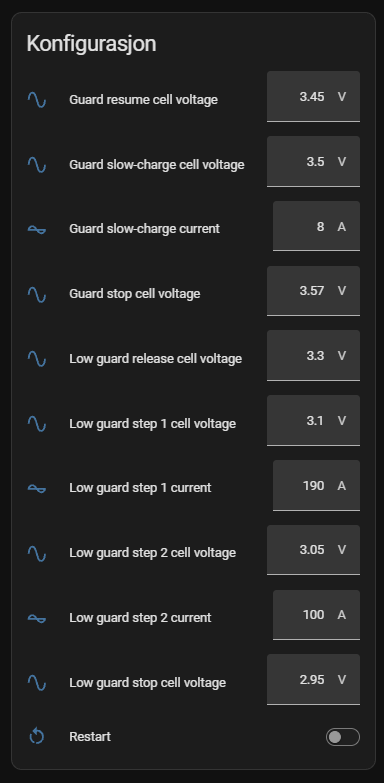 Konfigurasjon
Guard resume cell voltage 3.45 V
Guard slow-charge cell voltage 3.5 V
Guard slow-charge current 8 A
Guard stop cell voltage 3.57 V
Low guard release cell voltage 3.3 V
Low guard step 1 cell voltage 3.1 V
Low guard step 1 current 190 A
Low guard step 2 cell voltage 3.05 V
Low guard step 2 current 100 A
Low guard stop cell voltage 2.95 V
Restart